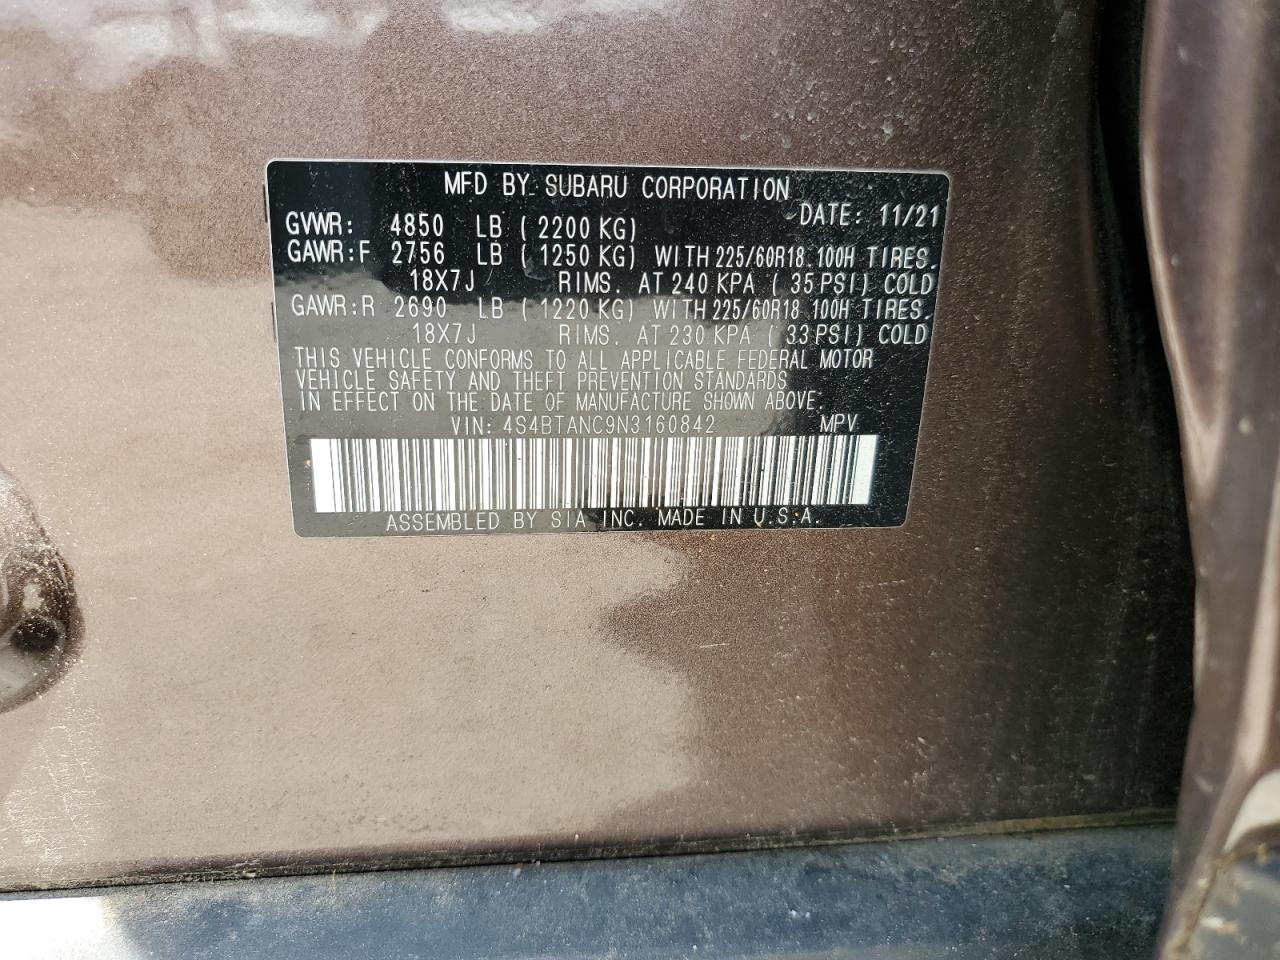 MFD BY SUBARU CORPORATION
DATE: 11/21
GVWR: 4850 LB ( 2200 KG)
GAWR:F 2756 LB ( 1250 KG) WITH 225/60R18 100H TIRES.
18X7J RIMS. AT 240 KPA ( 35 PSI) COLD
GAWR:R 2690 LB ( 1220 KG) WITH 225/60R18 100H TIRES.
18X7J RIMS. AT 230 KPA ( 33 PSI) COLD
THIS VEHICLE CONFORMS TO ALL APPLICABLE FEDERAL MOTOR
VEHICLE SAFETY AND THEFT PREVENTION STANDARDS
IN EFFECT ON THE DATE OF MANUFACTURE SHOWN ABOVE.
VIN: 4S4BTANC9N3160842 MPV
ASSEMBLED BY SIA INC. MADE IN U.S.A.